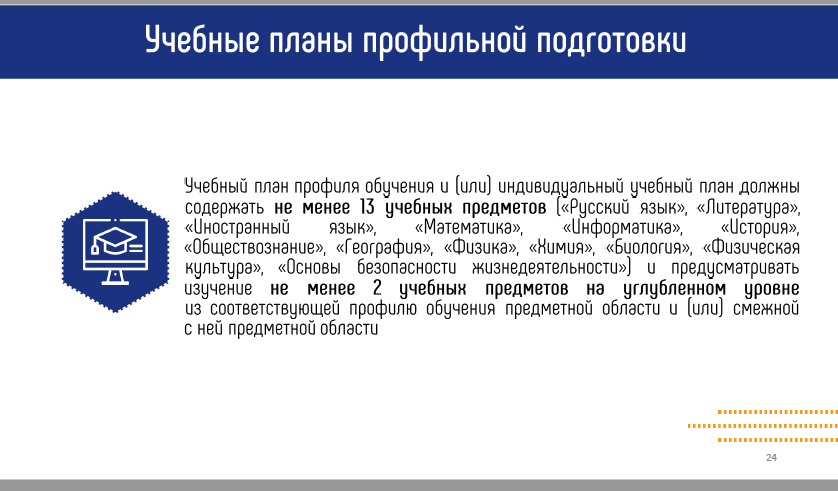 Учебные планы профильной подготовки
Учебный план профиля обучения и (или) индивидуальный учебный план должны
содержать не менее 13 учебных предметов («Русский язык», «Литература»,
«Иностранный язык», «Математика», «Информатика», «История»,
«Обществознание», «География», «Физика», «Химия», «Биология», «Физическая
культура», «Основы безопасности жизнедеятельности») и предусматривать
изучение не менее 2 учебных предметов на углубленном уровне
из соответствующей профилю обучения предметной области и (или) смежной
с ней предметной области
24